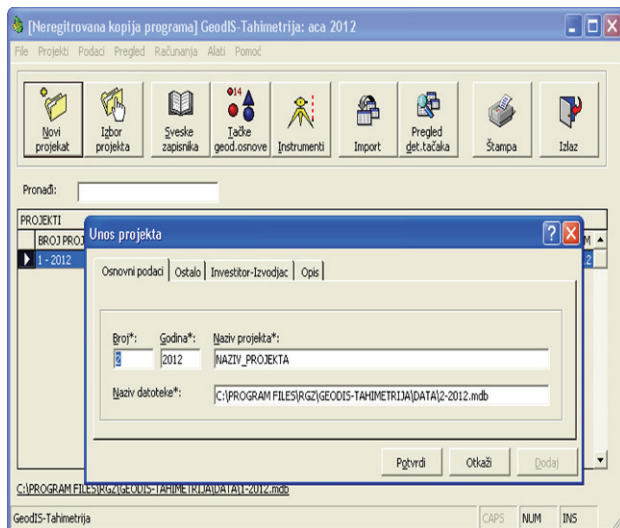 [Neregitrovana kopija programa] GeodIS-Tahimetrija: aca 2012
File Projekti Podaci Pregled Računanja Alati Pomoć
Novi projekat
Izbor projekta
Sveske zapisnika
14
Tačke geod.osnove
Instrumenti
Import
Pregled det.tačaka
Štampa
Izlaz
Pronađi:
PROJEKTI
BROJ PROJ
M
1 - 2012
2
Unos projekta
Osnovni podaci Ostalo Investitor-Izvodjac Opis
Broj*: Godina*: Naziv projekta*:
2 2012 NAZIV_PROJEKTA
Naziv datoteke*: C:\PROGRAM FILES\RGZ\GEODIS-TAHIMETRIJA\DATA\2-2012.mdb
Potvrdi Otkaži Dodaj
C:\PROGRAM FILES\RGZ\GEODIS-TAHIMETRIJA\DATA\1-2012.mdb
GeodIS-Tahimetrija CAPS NUM INS